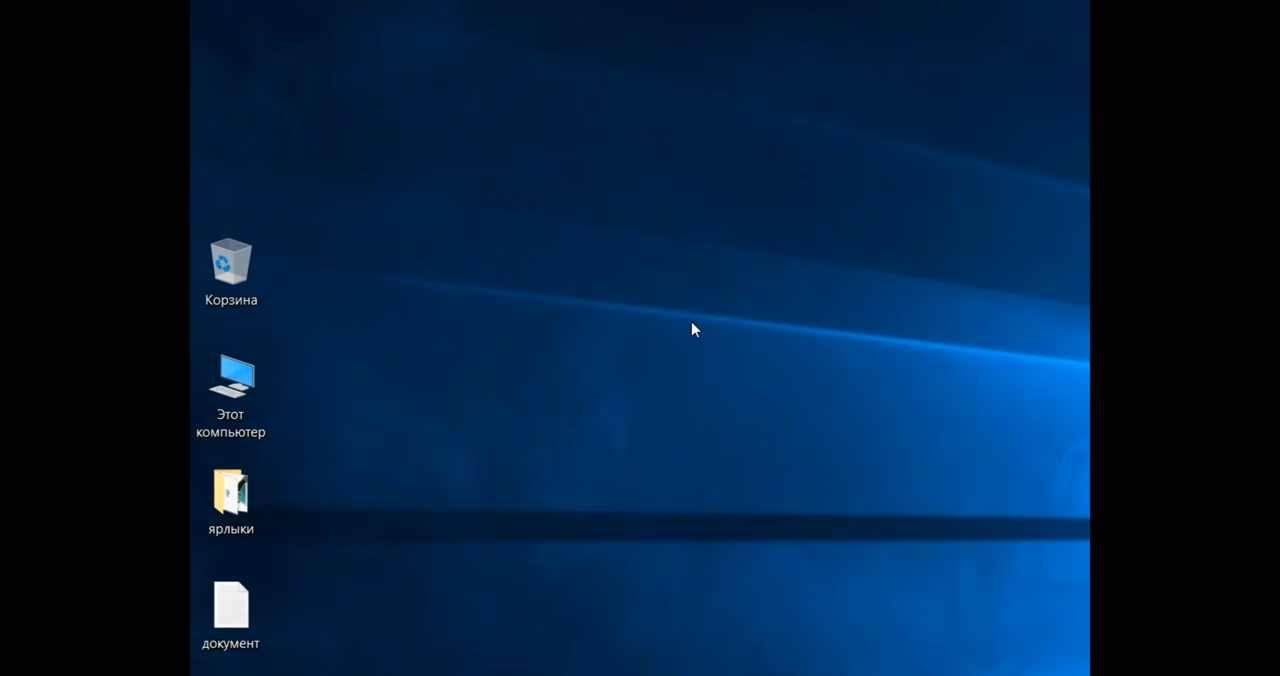 Корзина
Этот
компьютер
ярлыки
документ